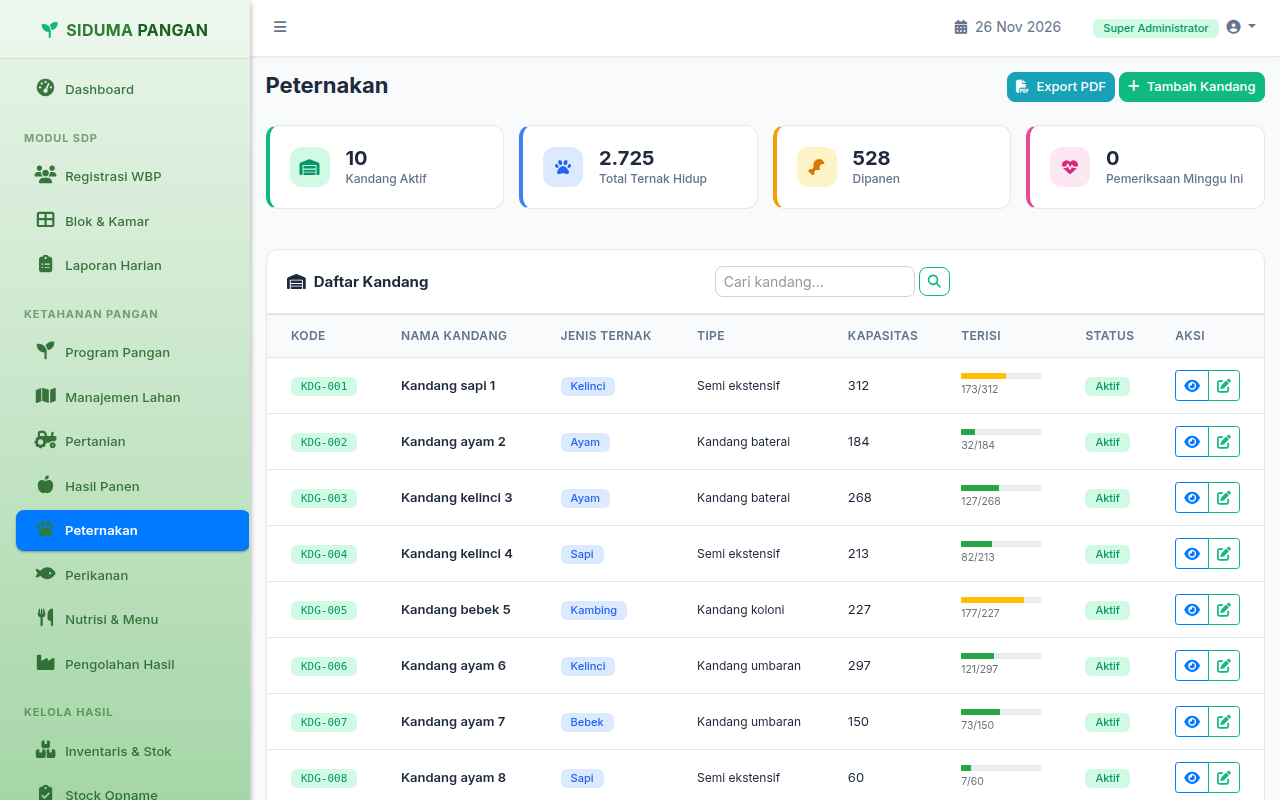 SIDUMA PANGAN
26 Nov 2026
Super Administrator
Dashboard
MODUL SDP
Registrasi WBP
Blok & Kamar
Laporan Harian
KETAHANAN PANGAN
Program Pangan
Manajemen Lahan
Pertanian
Hasil Panen
Peternakan
Perikanan
Nutrisi & Menu
Pengolahan Hasil
KELOLA HASIL
Inventaris & Stok
Stock Opname
Peternakan
Export PDF
Tambah Kandang
10
Kandang Aktif
2.725
Total Ternak Hidup
528
Dipanen
0
Pemeriksaan Minggu Ini
Daftar Kandang
Cari kandang...
KODE NAMA KANDANG JENIS TERNAK TIPE KAPASITAS TERISI STATUS AKSI
KDG-001 Kandang sapi 1 Kelinci Semi ekstensif 312 173/312 Aktif
KDG-002 Kandang ayam 2 Ayam Kandang baterai 184 32/184 Aktif
KDG-003 Kandang kelinci 3 Ayam Kandang baterai 268 127/268 Aktif
KDG-004 Kandang kelinci 4 Sapi Semi ekstensif 213 82/213 Aktif
KDG-005 Kandang bebek 5 Kambing Kandang koloni 227 177/227 Aktif
KDG-006 Kandang ayam 6 Kelinci Kandang umbaran 297 121/297 Aktif
KDG-007 Kandang ayam 7 Bebek Kandang umbaran 150 73/150 Aktif
KDG-008 Kandang ayam 8 Sapi Semi ekstensif 60 7/60 Aktif